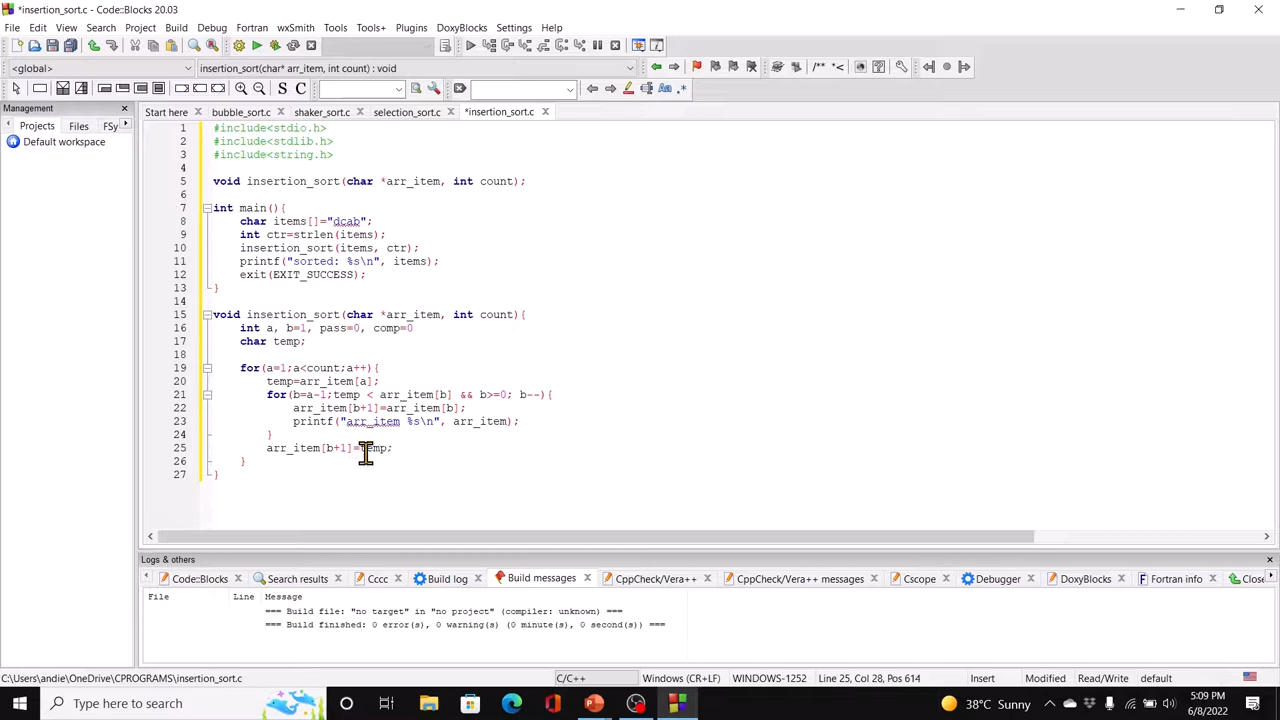 *insertion_sort.c - Code::Blocks 20.03
File Edit View Search Project Build Debug Fortran wxSmith Tools Tools+ Plugins DoxyBlocks Settings Help
<global> insertion_sort(char* arr_item, int count) : void
/** *<
S C Aa .*
Management
Start here bubble_sort.c shaker_sort.c selection_sort.c *insertion_sort.c
Projects Files FSy
Default workspace
1 #include<stdio.h>
2 #include<stdlib.h>
3 #include<string.h>
4
5 void insertion_sort(char *arr_item, int count);
6
7 int main(){
8 char items[]="dcab";
9 int ctr=strlen(items);
10 insertion_sort(items, ctr);
11 printf("sorted: %s\n", items);
12 exit(EXIT_SUCCESS);
13 }
14
15 void insertion_sort(char *arr_item, int count){
16 int a, b=1, pass=0, comp=0
17 char temp;
18
19 for(a=1;a<count;a++){
20 temp=arr_item[a];
21 for(b=a-1;temp < arr_item[b] && b>=0; b--){
22 arr_item[b+1]=arr_item[b];
23 printf("arr_item %s\n", arr_item);
24 }
25 arr_item[b+1]=temp;
26 }
27 }
Logs & others
Code::Blocks Search results Cccc Build log Build messages CppCheck/Vera++ CppCheck/Vera++ messages Cscope Debugger DoxyBlocks Fortran info Close
File Line Message
=== Build file: "no target" in "no project" (compiler: unknown) ===
=== Build finished: 0 error(s), 0 warning(s) (0 minute(s), 0 second(s)) ===
C:\Users\andie\OneDrive\CPROGRAMS\insertion_sort.c C/C++ Windows (CR+LF) WINDOWS-1252 Line 25, Col 28, Pos 614 Insert Modified Read/Write default
Type here to search
38°C Sunny
5:09 PM
6/8/2022